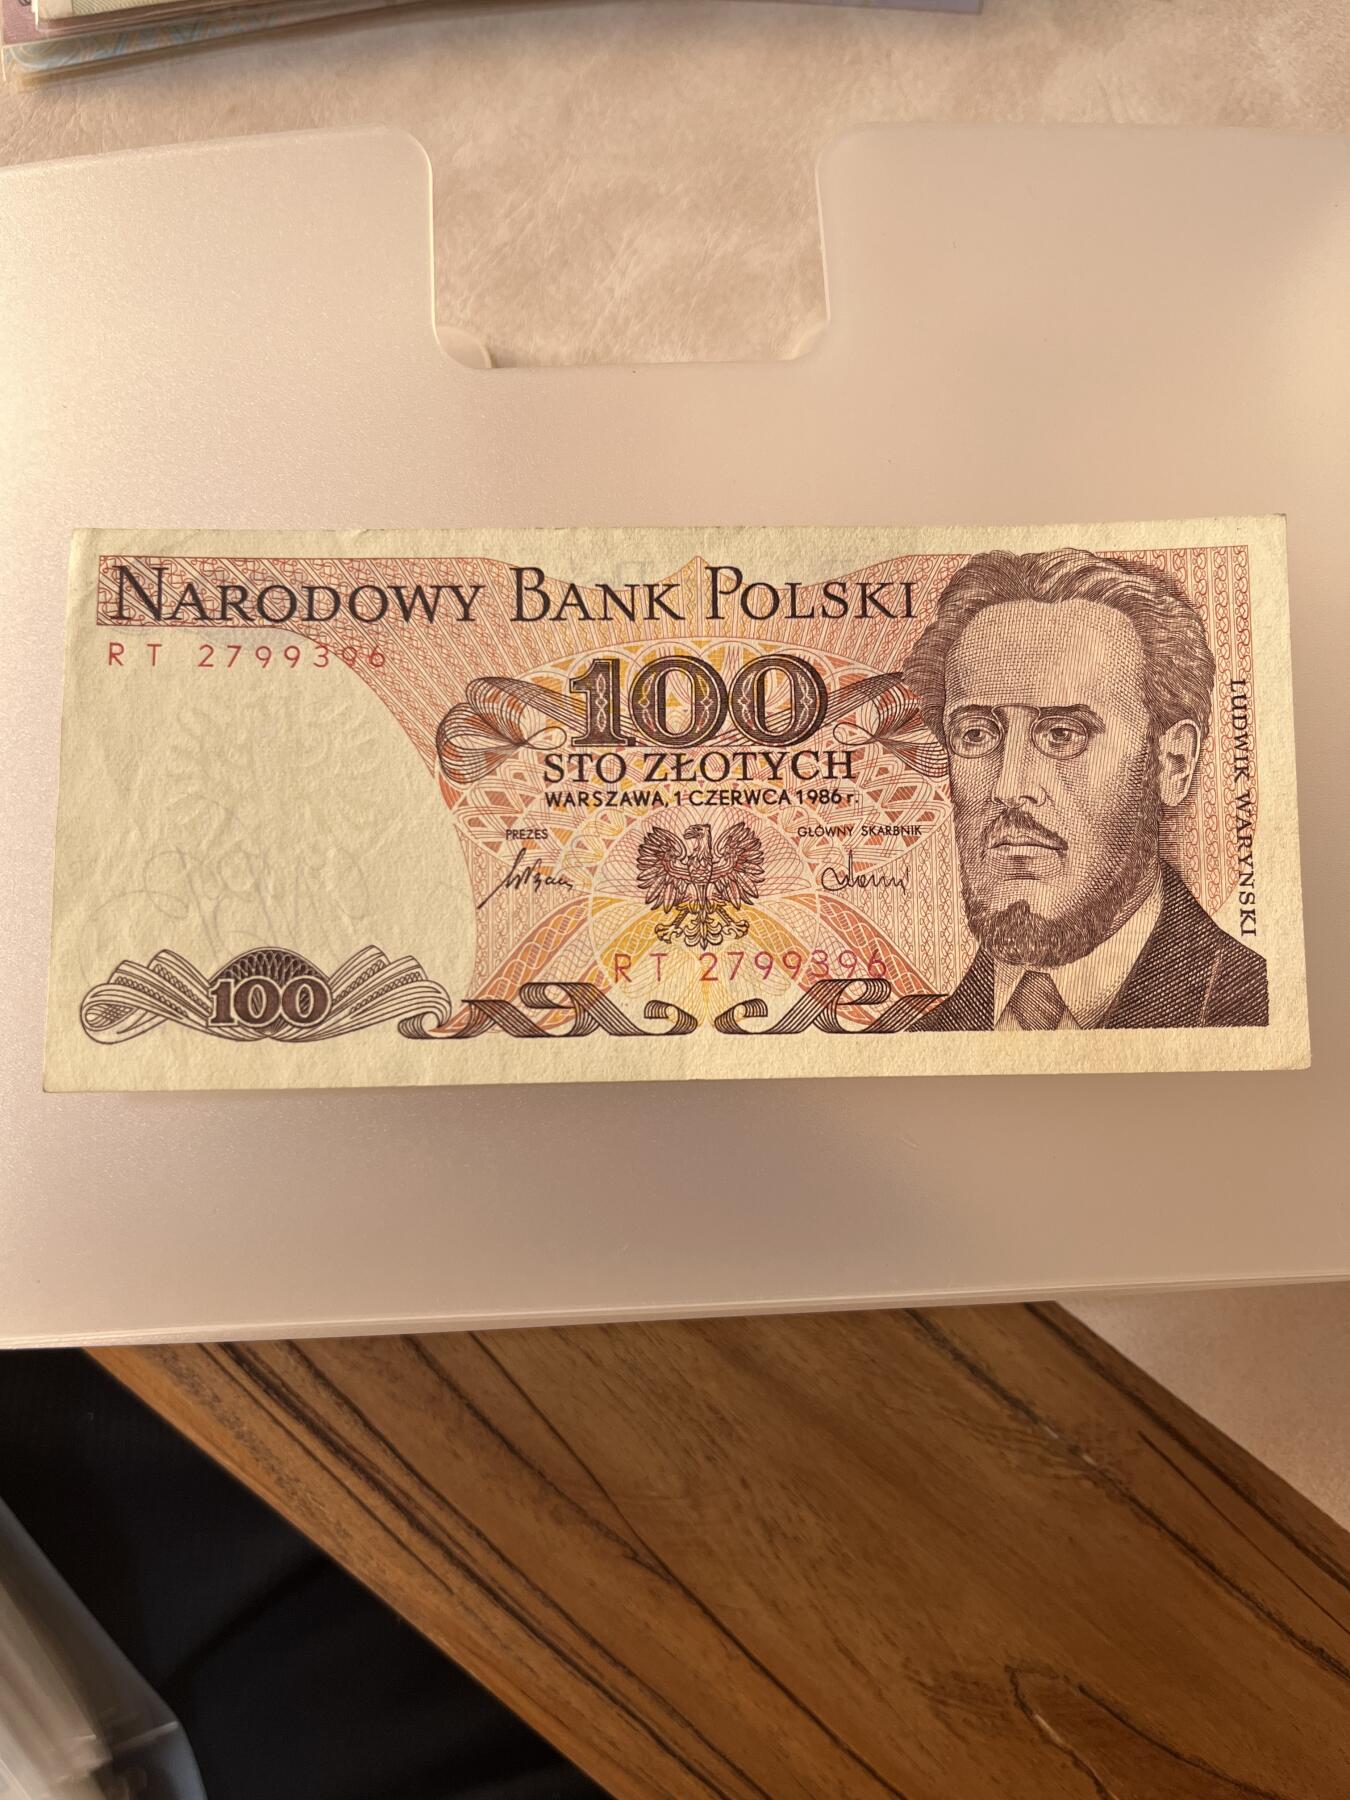 NARODOWY BANK POLSKI
RT 2799396
100
STO ZŁOTYCH
WARSZAWA, 1 CZERWCA 1986 r.
PREZES
GŁÓWNY SKARBNIK
RT 2799396
100
LUDWIK WARYŃSKI